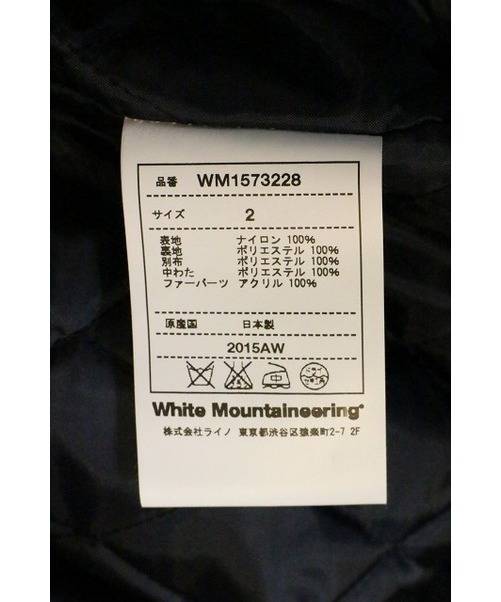 品番 WM1573228
サイズ 2
表地 ナイロン 100%
裏地 ポリエステル 100%
別布 ポリエステル 100%
中わた ポリエステル 100%
ファーパーツ アクリル 100%
原産国 日本製
2015AW
中
White Mountaineering®
株式会社ライノ 東京都渋谷区猿楽町2-7 2F